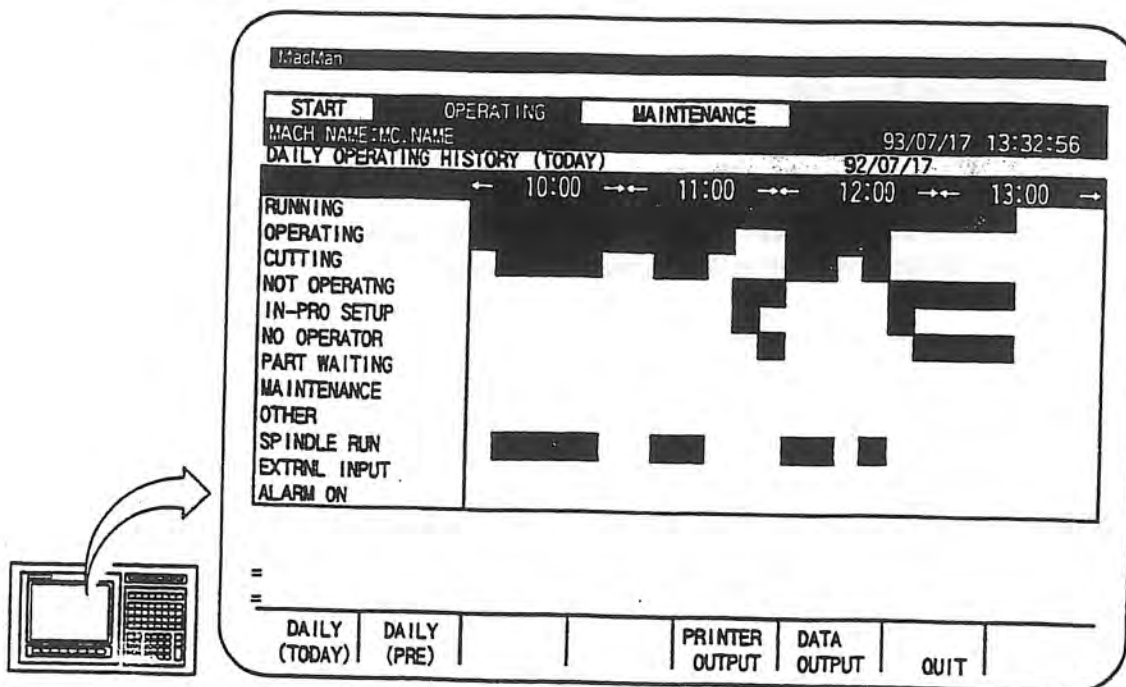 MacMan
START OPERATING MAINTENANCE
MACH NAME:MC.NAME 93/07/17 13:32:56
DAILY OPERATING HISTORY (TODAY) 92/07/17
← 10:00 →← 11:00 →← 12:00 →← 13:00 →
RUNNING
OPERATING
CUTTING
NOT OPERATNG
IN-PRO SETUP
NO OPERATOR
PART WAITING
MAINTENANCE
OTHER
SPINDLE RUN
EXTRNL INPUT
ALARM ON
=
=
DAILY (TODAY) DAILY (PRE) PRINTER OUTPUT DATA OUTPUT QUIT